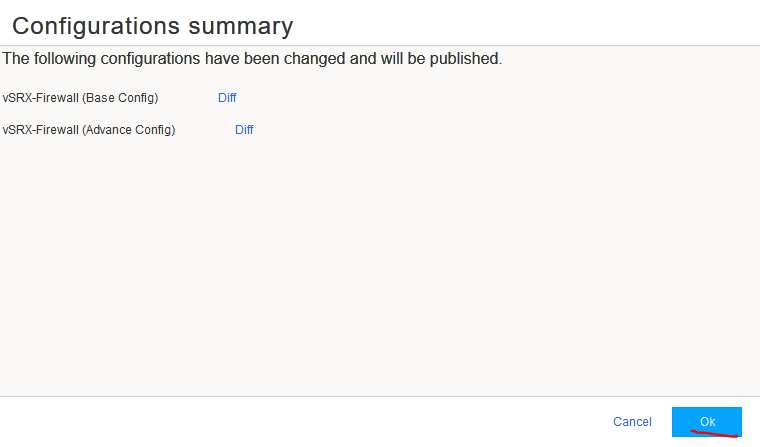 Configurations summary
The following configurations have been changed and will be published.
vSRX-Firewall (Base Config) Diff
vSRX-Firewall (Advance Config) Diff
Cancel Ok